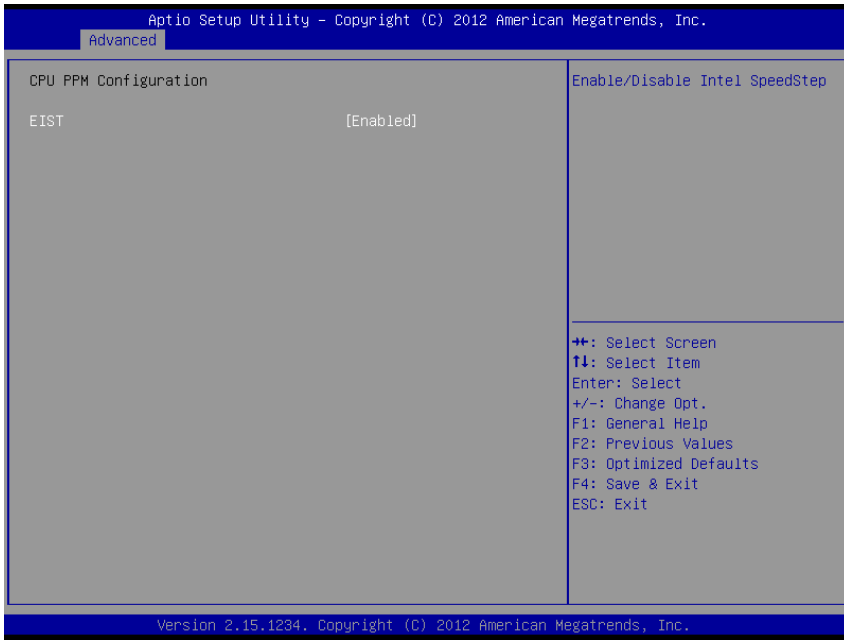 Aptio Setup Utility – Copyright (C) 2012 American Megatrends, Inc.
Advanced
CPU PPM Configuration
EIST [Enabled]
Enable/Disable Intel SpeedStep
→←: Select Screen
↑↓: Select Item
Enter: Select
+/-: Change Opt.
F1: General Help
F2: Previous Values
F3: Optimized Defaults
F4: Save & Exit
ESC: Exit
Version 2.15.1234. Copyright (C) 2012 American Megatrends, Inc.